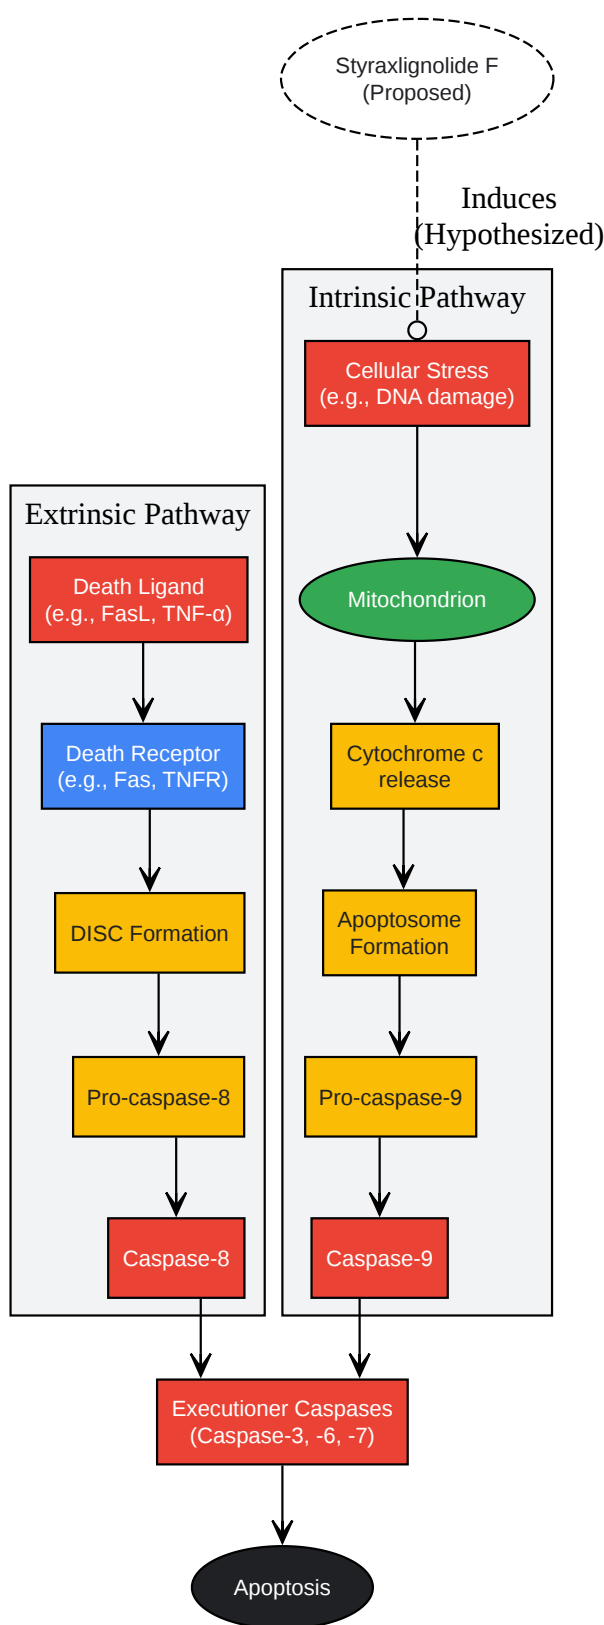 Styraxlignolide F
(Proposed)
Induces
(Hypothesized)
Intrinsic Pathway
Cellular Stress
(e.g., DNA damage)
Mitochondrion
Cytochrome c
release
Apoptosome
Formation
Pro-caspase-9
Caspase-9
Extrinsic Pathway
Death Ligand
(e.g., FasL, TNF-α)
Death Receptor
(e.g., Fas, TNFR)
DISC Formation
Pro-caspase-8
Caspase-8
Executioner Caspases
(Caspase-3, -6, -7)
Apoptosis